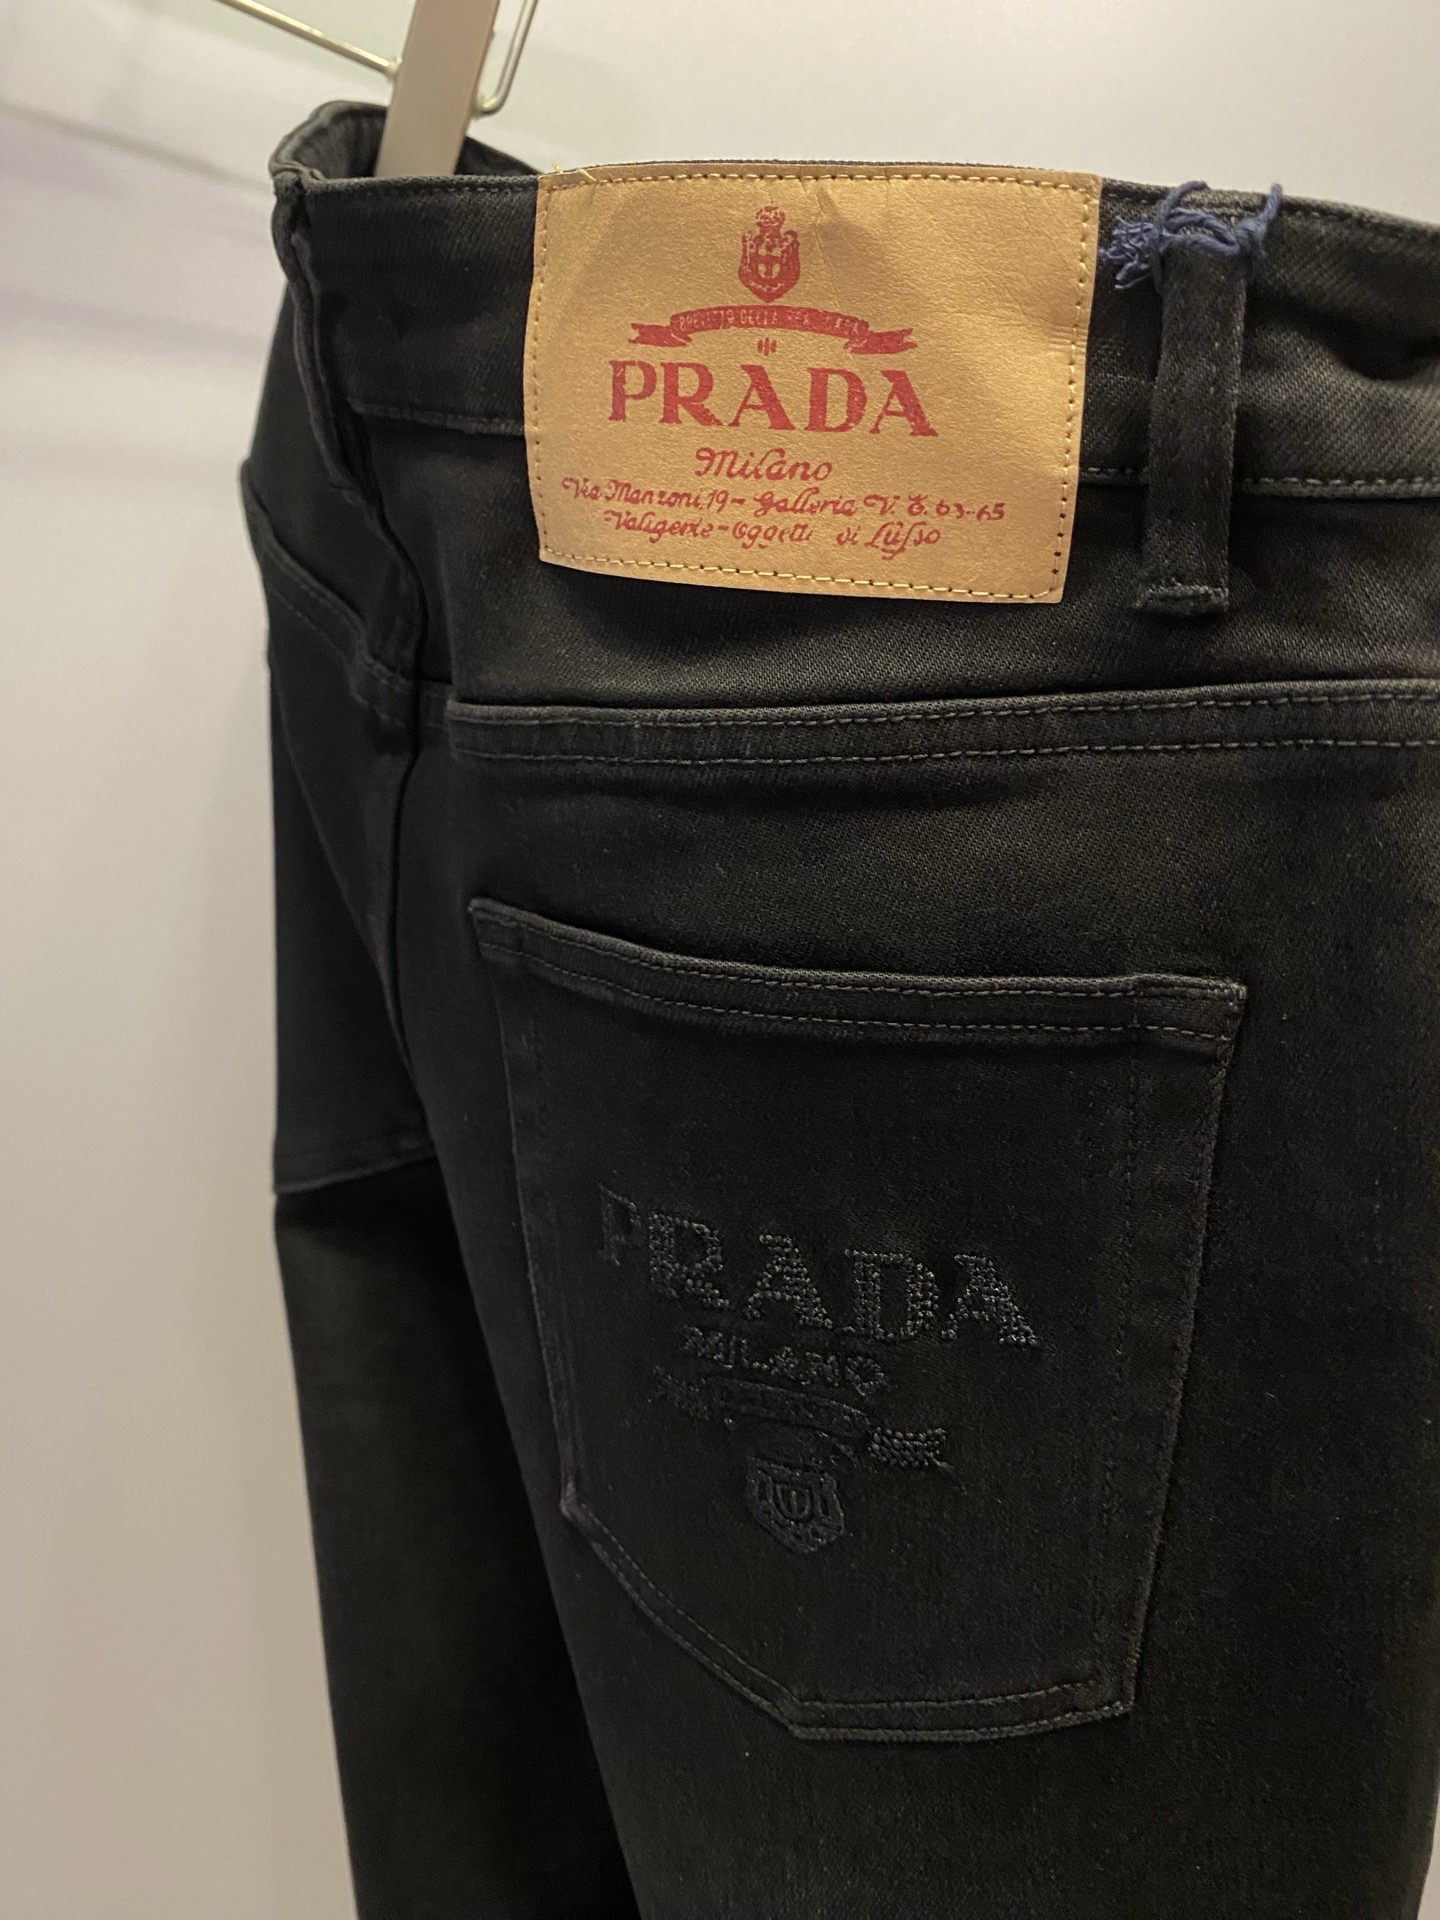 PRADA
Milano
Via Manzoni, 19 - Galleria V. E. 63-65
Valigerie - Oggetti di Lusso
PRADA
MILANO